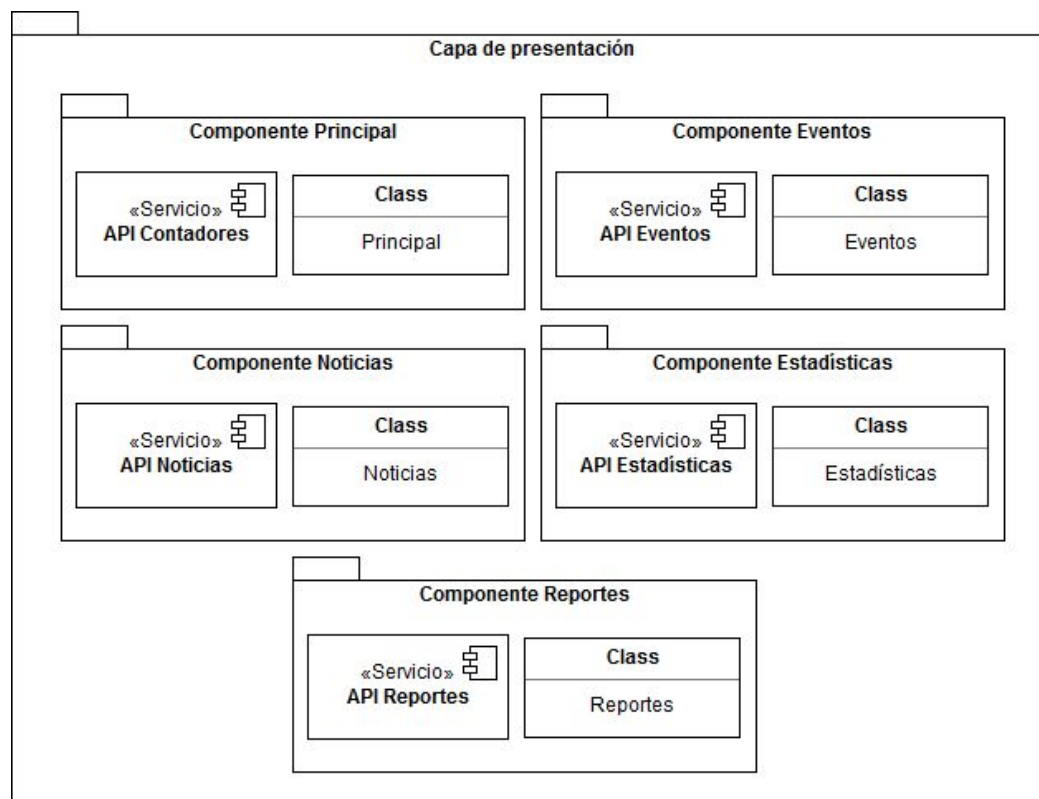 Capa de presentación
Componente Principal
«Servicio»
API Contadores
Class
Principal
Componente Eventos
«Servicio»
API Eventos
Class
Eventos
Componente Noticias
«Servicio»
API Noticias
Class
Noticias
Componente Estadísticas
«Servicio»
API Estadísticas
Class
Estadísticas
Componente Reportes
«Servicio»
API Reportes
Class
Reportes